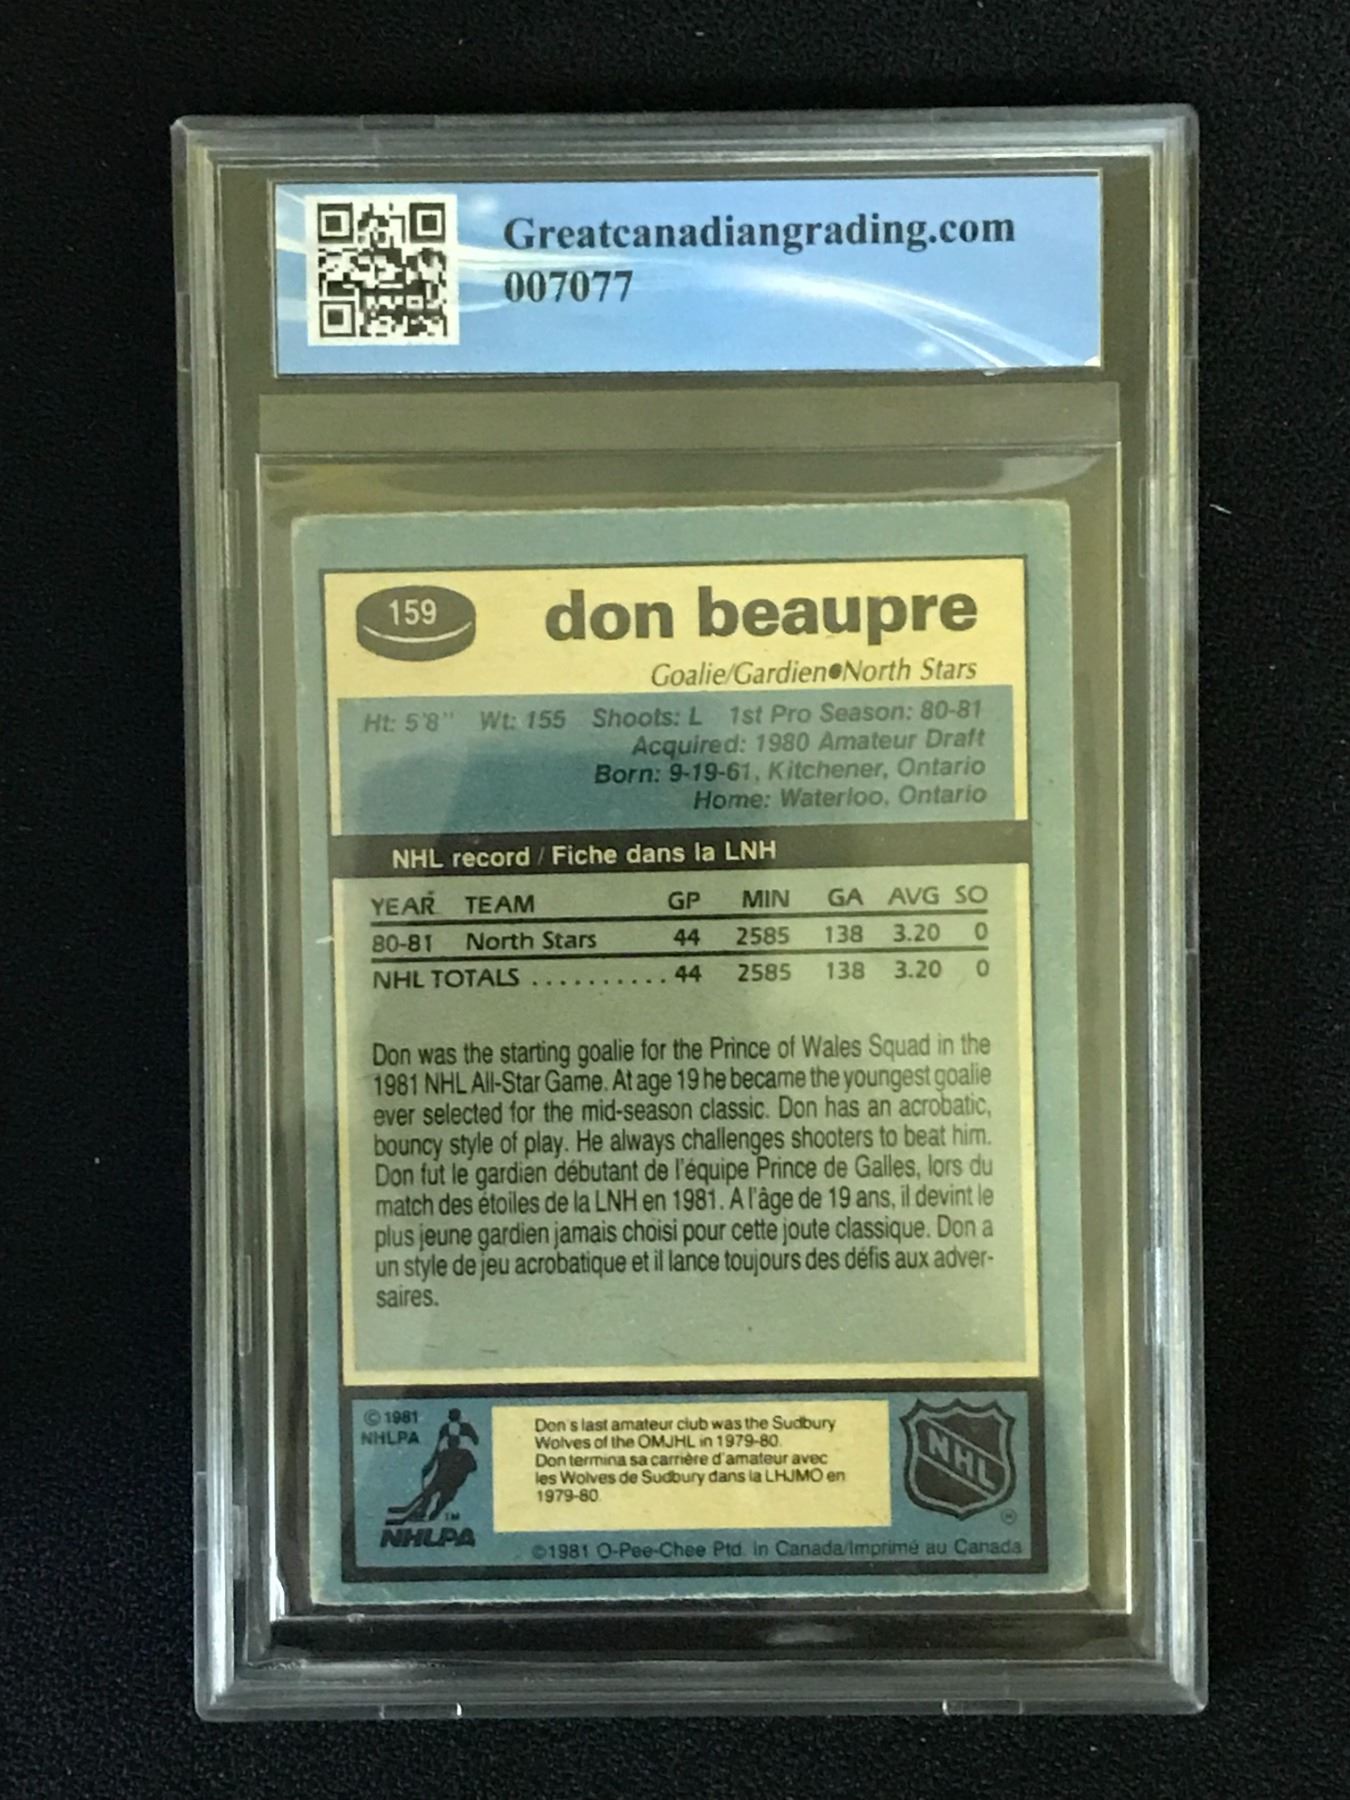 Greatcanadiangrading.com
007077
159
don beaupre
Goalie/Gardien●North Stars
Ht: 5'8" Wt: 155 Shoots: L 1st Pro Season: 80-81
Acquired: 1980 Amateur Draft
Born: 9-19-61, Kitchener, Ontario
Home: Waterloo, Ontario
NHL record / Fiche dans la LNH
YEAR TEAM GP MIN GA AVG SO
80-81 North Stars 44 2585 138 3.20 0
NHL TOTALS .......... 44 2585 138 3.20 0
Don was the starting goalie for the Prince of Wales Squad in the
1981 NHL All-Star Game. At age 19 he became the youngest goalie
ever selected for the mid-season classic. Don has an acrobatic,
bouncy style of play. He always challenges shooters to beat him.
Don fut le gardien débutant de l'équipe Prince de Galles, lors du
match des étoiles de la LNH en 1981. A l'âge de 19 ans, il devint le
plus jeune gardien jamais choisi pour cette joute classique. Don a
un style de jeu acrobatique et il lance toujours des défis aux adver-
saires.
© 1981
NHLPA
TM
NHLPA
Don's last amateur club was the Sudbury
Wolves of the OMJHL in 1979-80.
Don termina sa carrière d'amateur avec
les Wolves de Sudbury dans la LHJMO en
1979-80.
NHL
®
©1981 O-Pee-Chee Ptd. in Canada/Imprimé au Canada